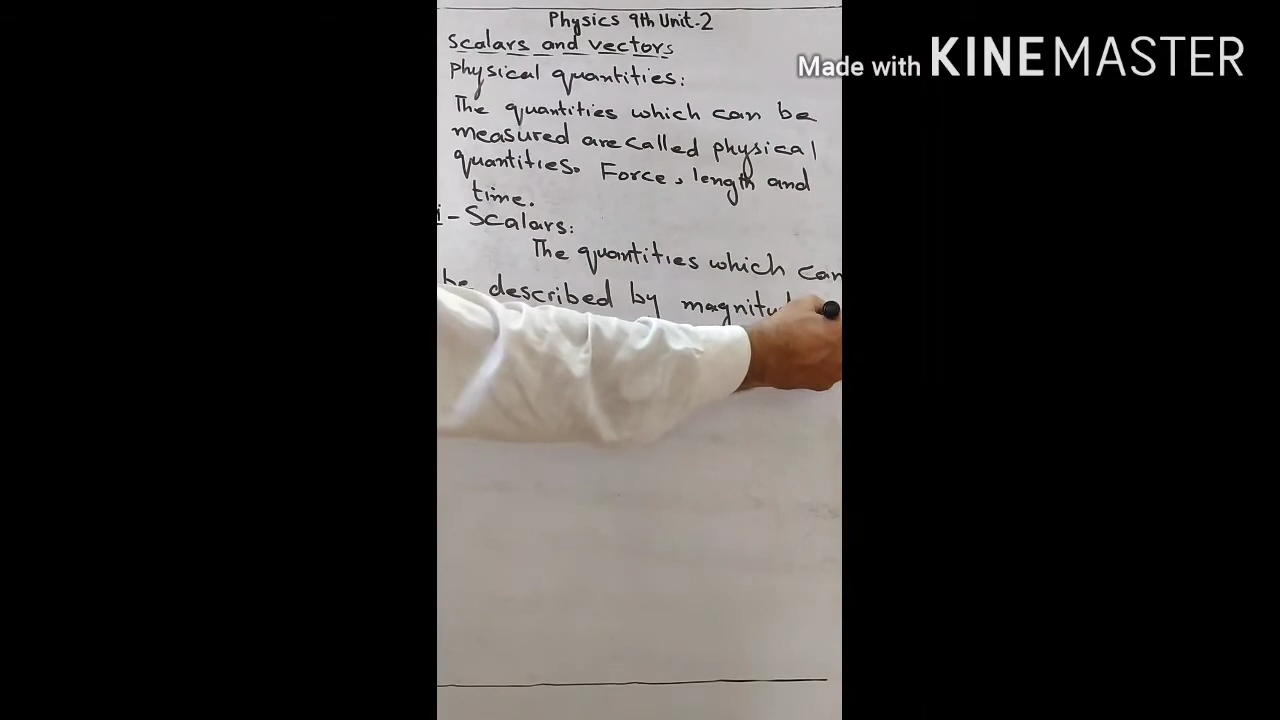 Physics 9th Unit-2
Made with KINEMASTER
Scalars and vectors
Physical quantities:
The quantities which can be
measured are called physical
quantities. Force, length and
time.
i- Scalars:
The quantities which can
be described by